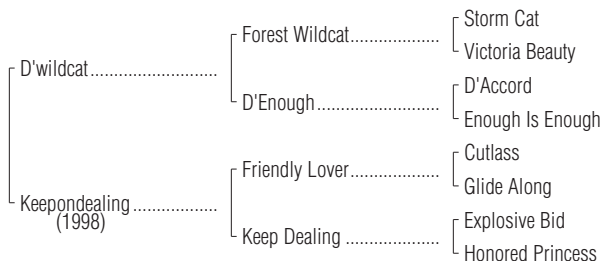 Storm Cat
Forest Wildcat..................
Victoria Beauty
D'wildcat..........................
D'Accord
D'Enough.........................
Enough Is Enough
Cutlass
Friendly Lover..................
Glide Along
Keepondealing.................
(1998)
Explosive Bid
Keep Dealing...................
Honored Princess